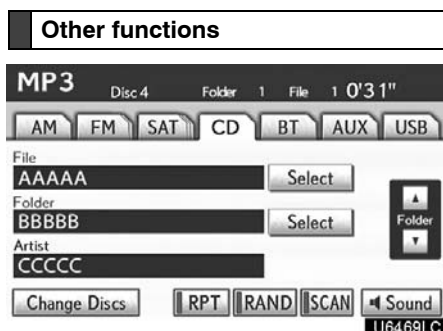 Other functions
MP3 Disc 4 Folder 1 File 1 0'31"
AM FM SAT CD BT AUX USB
File
AAAAA Select
Folder
BBBBB Select
Folder
Artist
CCCCC
Change Discs RPT RAND SCAN Sound
U6469LC